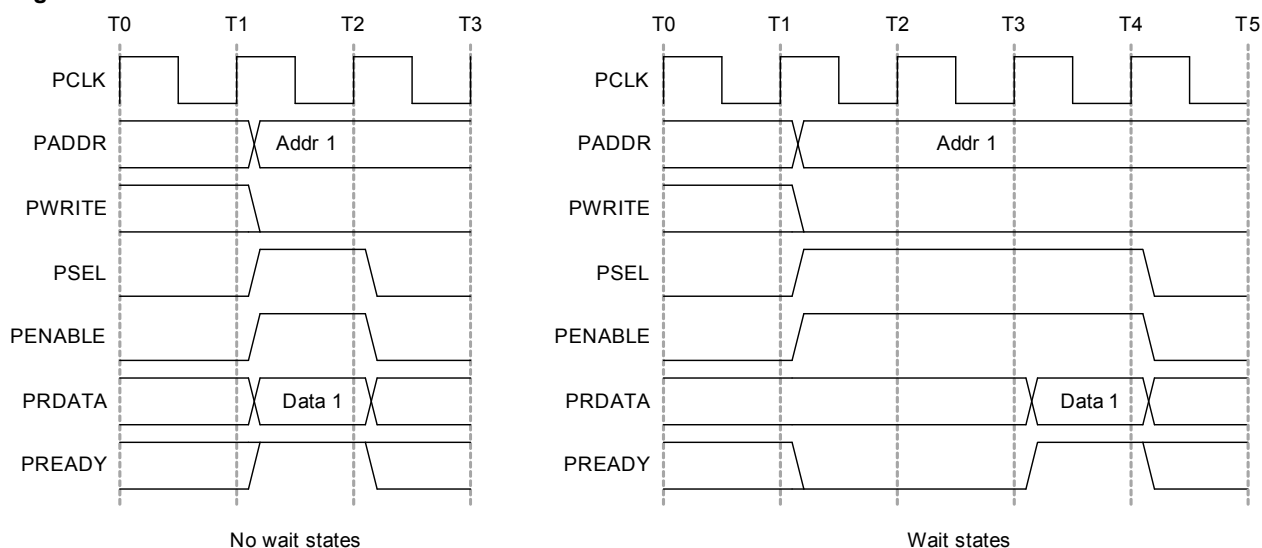 T0 T1 T2 T3 T0 T1 T2 T3 T4 T5
PCLK PCLK
PADDR Addr 1 PADDR Addr 1
PWRITE PWRITE
PSEL PSEL
PENABLE PENABLE
PRDATA Data 1 PRDATA Data 1
PREADY PREADY
No wait states Wait states